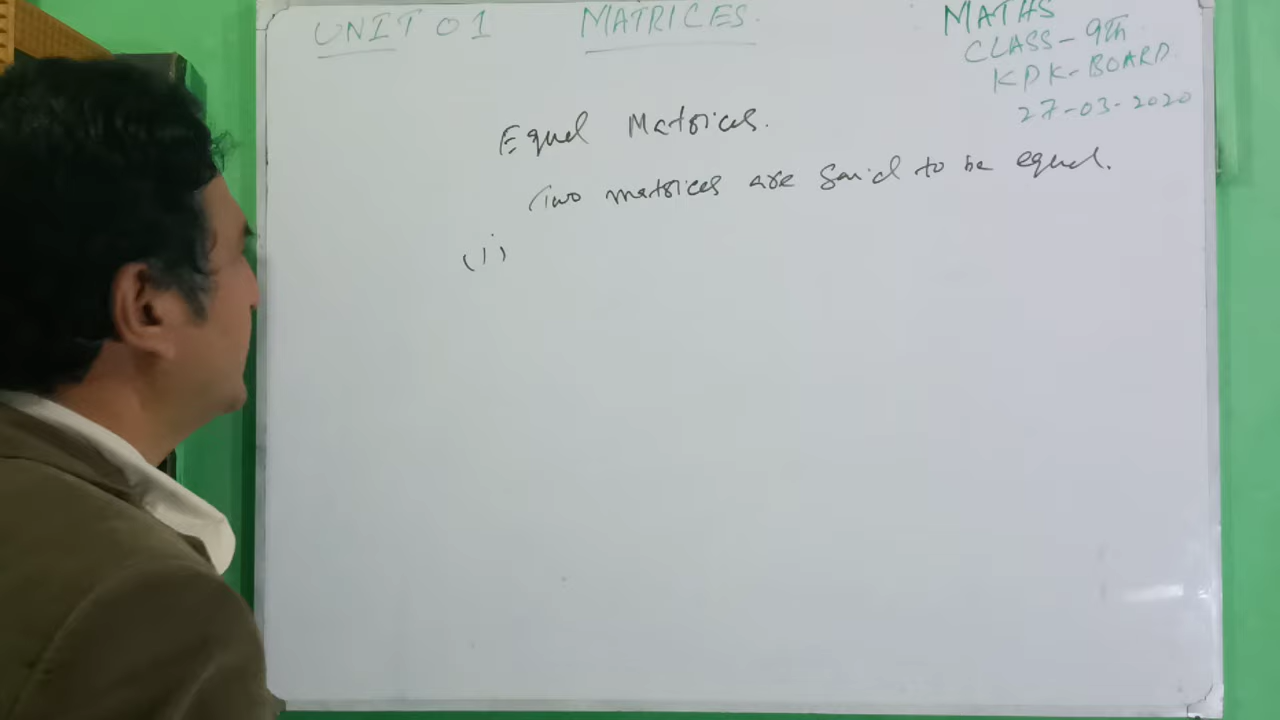 UNIT 01 MATRICES.
MATHS
CLASS - 9Th
KPK - BOARD
27-03-2020
Equal Matrices.
Two matrices are said to be equal.
(i)